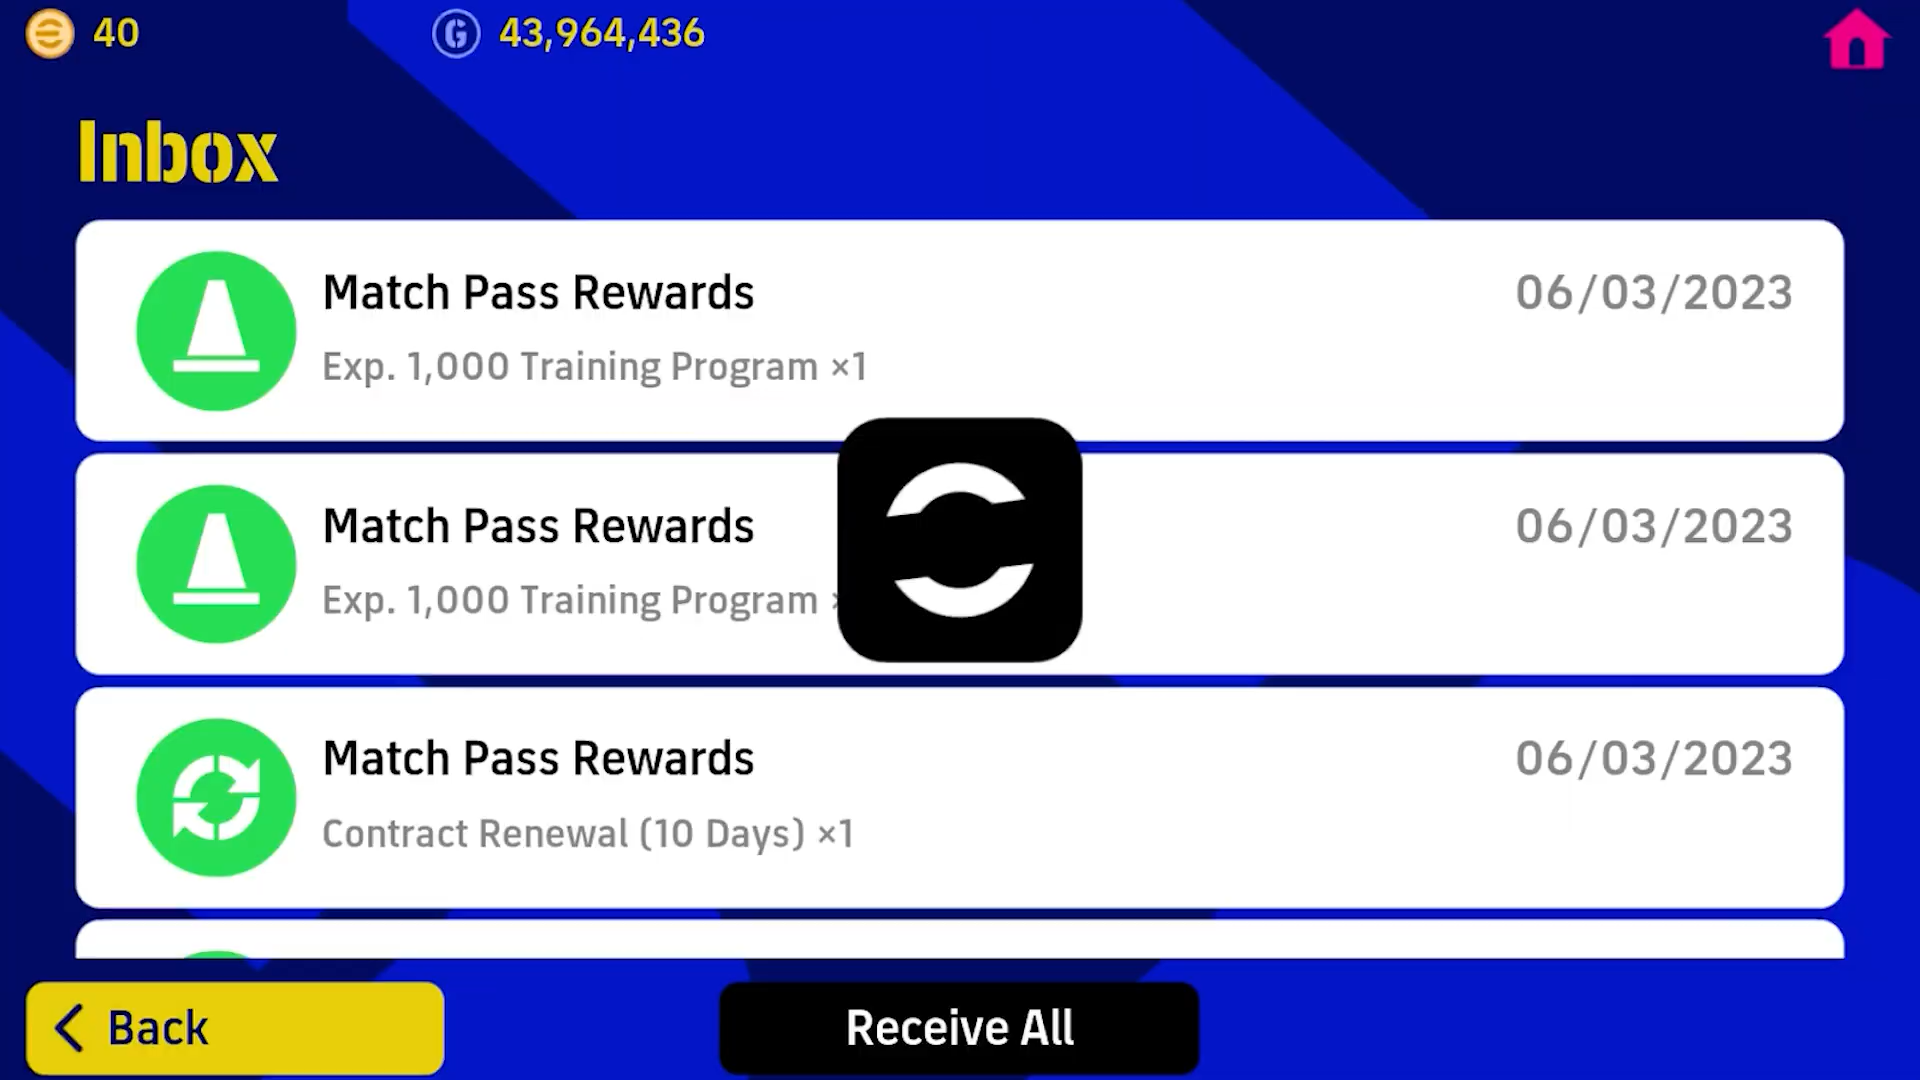 40
43,964,436
Inbox
Match Pass Rewards
06/03/2023
Exp. 1,000 Training Program ×1
Match Pass Rewards
06/03/2023
Exp. 1,000 Training Program
Match Pass Rewards
06/03/2023
Contract Renewal (10 Days) ×1
Back
Receive All